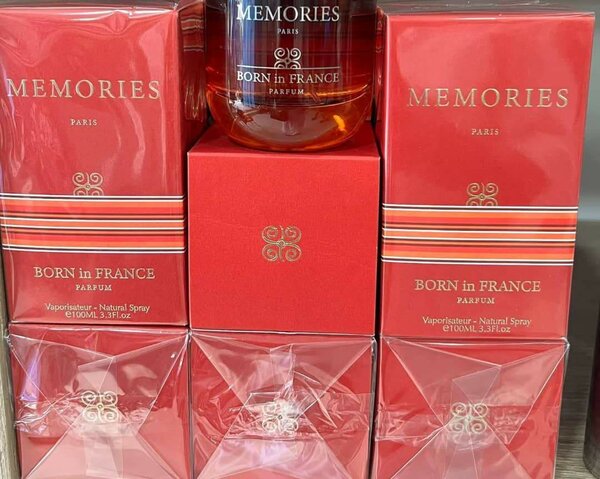 MEMORIES
PARIS
BORN in FRANCE
PARFUM
Vaporisateur - Natural Spray
℮100ML 3.3Fl.oz
MEMORIES
PARIS
BORN in FRANCE
PARFUM
MEMORIES
PARIS
BORN in FRANCE
PARFUM
Vaporisateur - Natural Spray
℮100ML 3.3Fl.oz